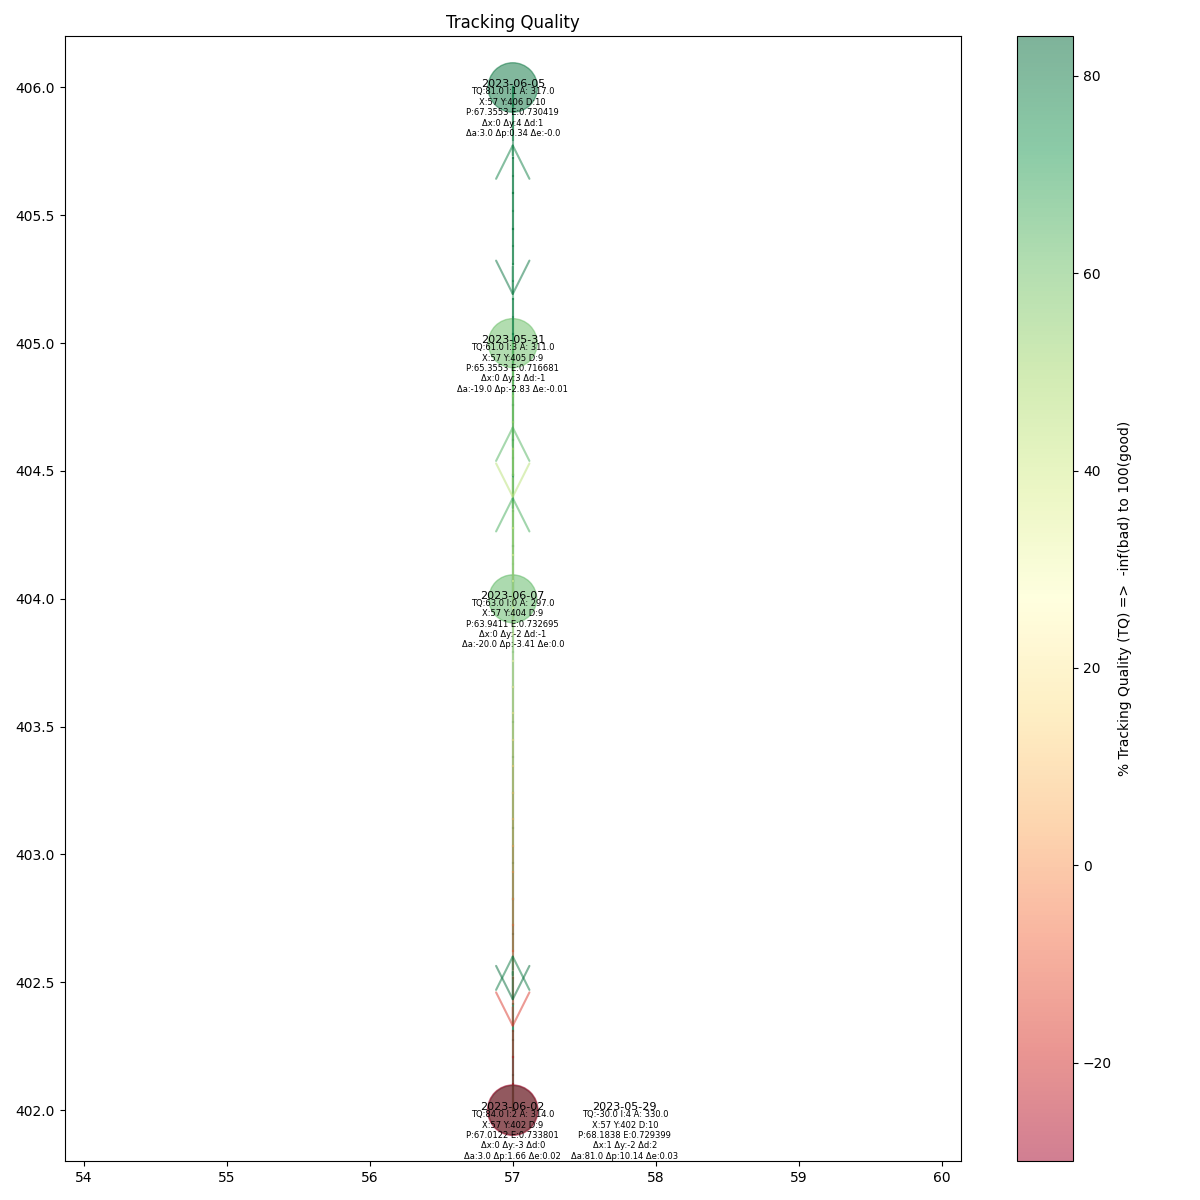 Tracking Quality
406.0
405.5
405.0
404.5
404.0
403.5
403.0
402.5
402.0
2023-06-05
TQ:81.0 I:1 A: 317.0
X:57 Y:406 D:10
P:67.3553 E:0.730419
Δx:0 Δy:4 Δd:1
Δa:3.0 Δp:0.34 Δe:-0.0
2023-05-31
TQ:61.0 I:3 A: 311.0
X:57 Y:405 D:9
P:65.3553 E:0.716681
Δx:0 Δy:3 Δd:-1
Δa:-19.0 Δp:-2.83 Δe:-0.01
2023-06-07
TQ:63.0 I:0 A: 297.0
X:57 Y:404 D:9
P:63.9411 E:0.732695
Δx:0 Δy:-2 Δd:-1
Δa:-20.0 Δp:-3.41 Δe:0.0
2023-06-02
TQ:84.0 I:2 A: 314.0
X:57 Y:402 D:9
P:67.0122 E:0.733801
Δx:0 Δy:-3 Δd:0
Δa:3.0 Δp:1.66 Δe:0.02
2023-05-29
TQ:-30.0 I:4 A: 330.0
X:57 Y:402 D:10
P:68.1838 E:0.729399
Δx:1 Δy:-2 Δd:2
Δa:81.0 Δp:10.14 Δe:0.03
54 55 56 57 58 59 60
80
60
40
20
0
−20
% Tracking Quality (TQ) => -inf(bad) to 100(good)